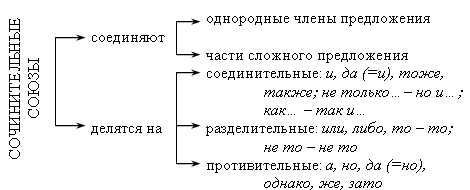 СОЧИНИТЕЛЬНЫЕ
СОЮЗЫ
соединяют
однородные члены предложения
части сложного предложения
делятся на
соединительные: и, да (=и), тоже,
также; не только... – но и...;
как... – так и...
разделительные: или, либо, то – то;
не то – не то
противительные: а, но, да (=но),
однако, же, зато